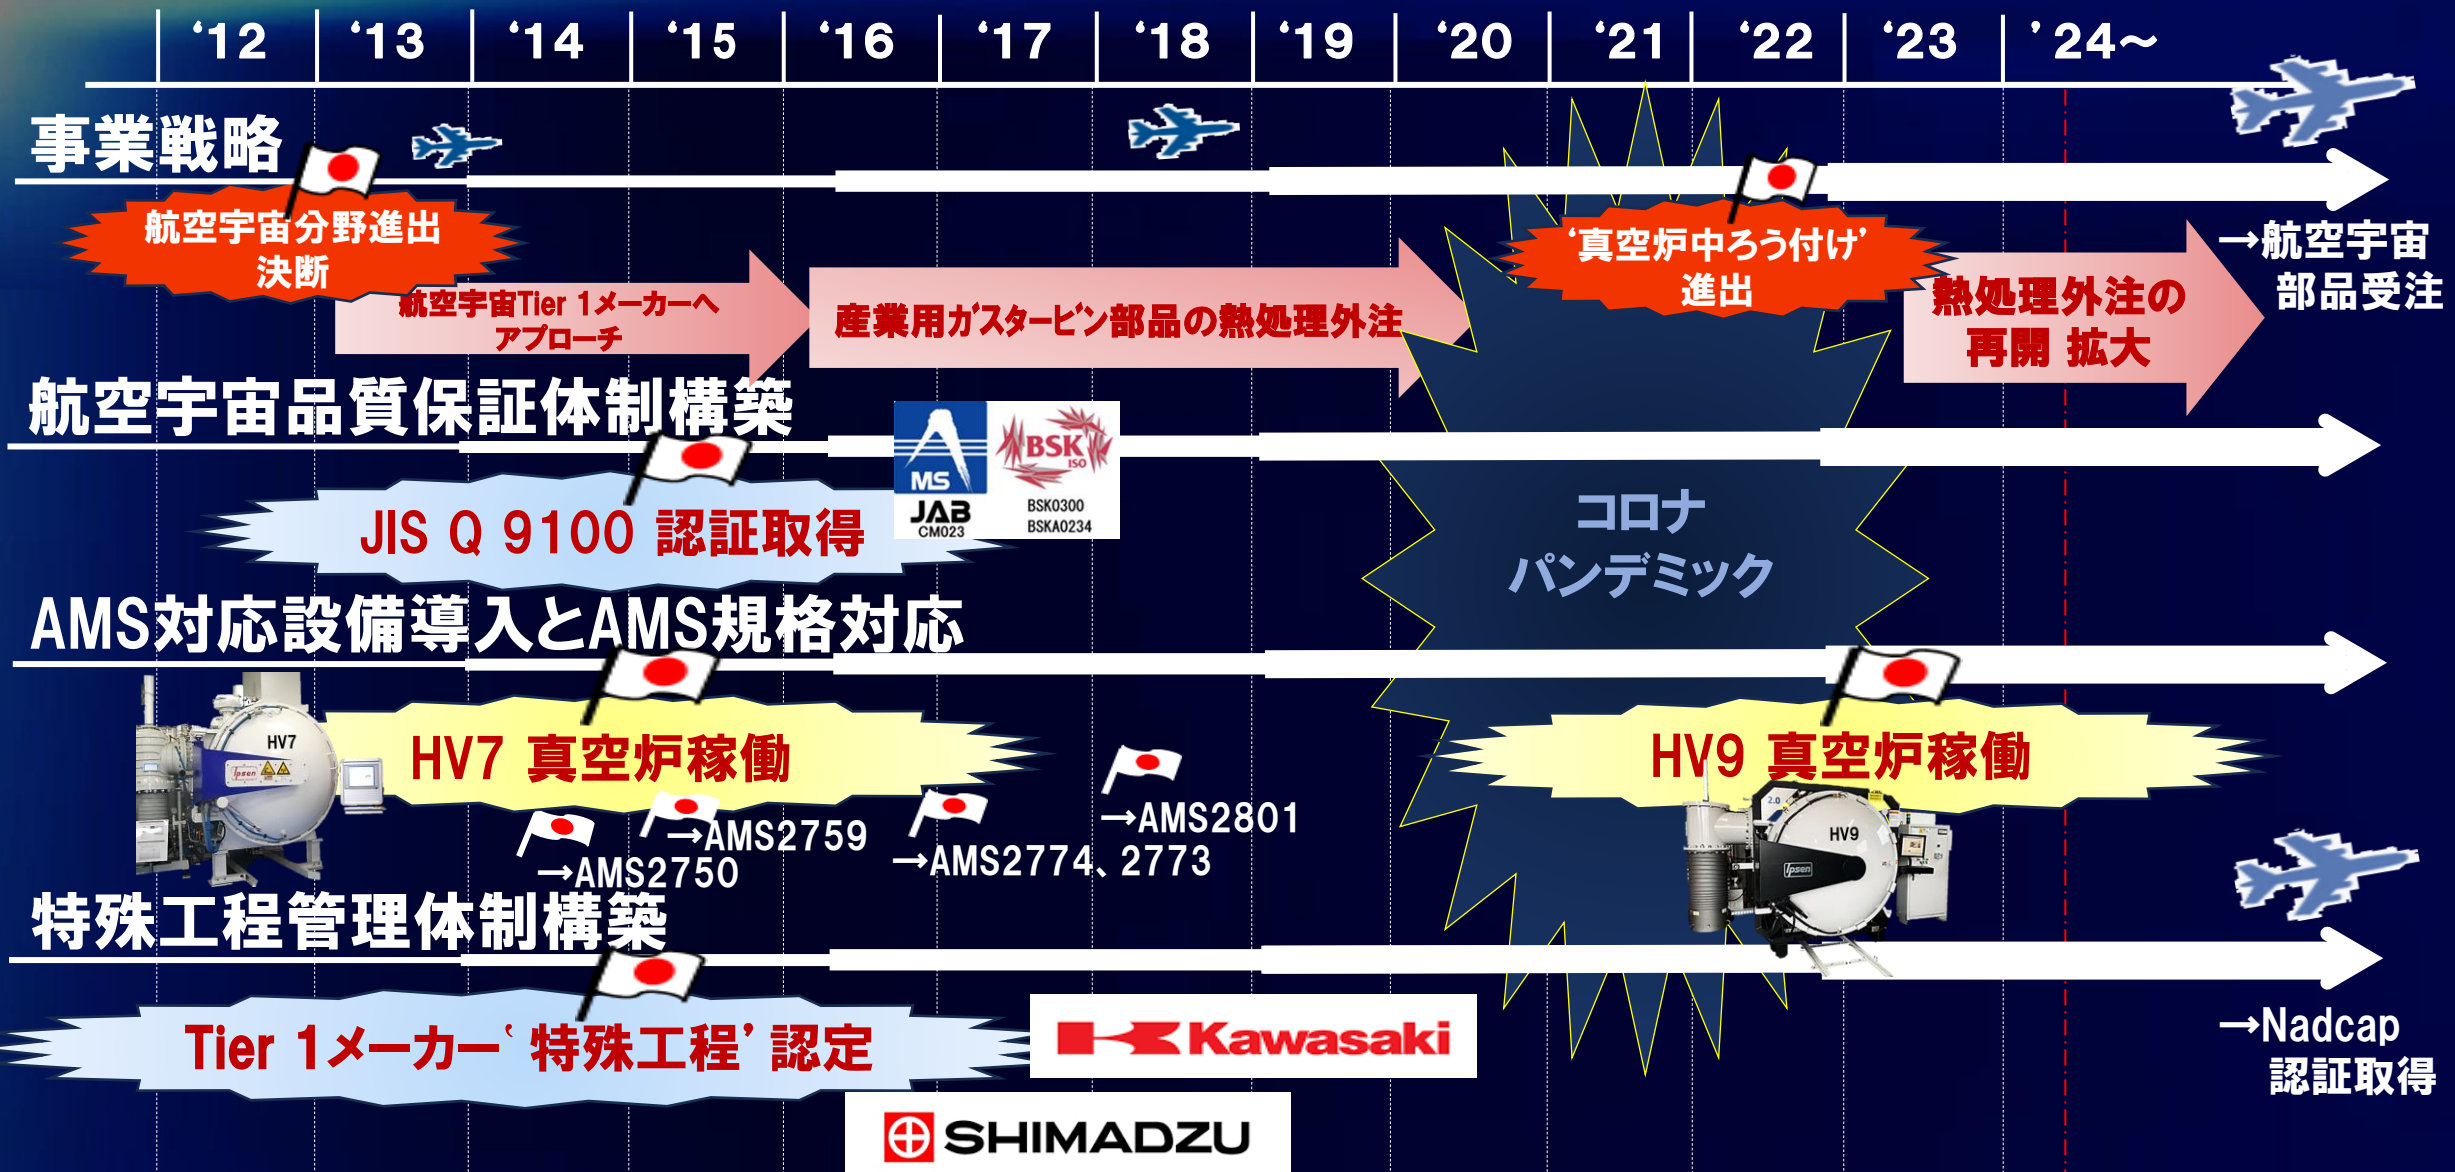 ‘12 ‘13 ‘14 ‘15 ‘16 ‘17 ‘18 ‘19 ‘20 ‘21 ‘22 ‘23 ’24～
事業戦略
航空宇宙分野進出
決断
航空宇宙Tier 1メーカーへ
アプローチ
産業用ガスタービン部品の熱処理外注
‘真空炉中ろう付け’
進出
熱処理外注の
再開 拡大
→航空宇宙
部品受注
航空宇宙品質保証体制構築
JIS Q 9100 認証取得
MS
JAB
CM023
BSK
ISO
BSK0300
BSKA0234
コロナ
パンデミック
AMS対応設備導入とAMS規格対応
HV7
Ipsen
HV7 真空炉稼働
→AMS2750
→AMS2759
→AMS2774、2773
→AMS2801
HV9 真空炉稼働
2.0
HV9
Ipsen
特殊工程管理体制構築
Tier 1メーカー‘特殊工程’認定
Kawasaki
SHIMADZU
→Nadcap
認証取得